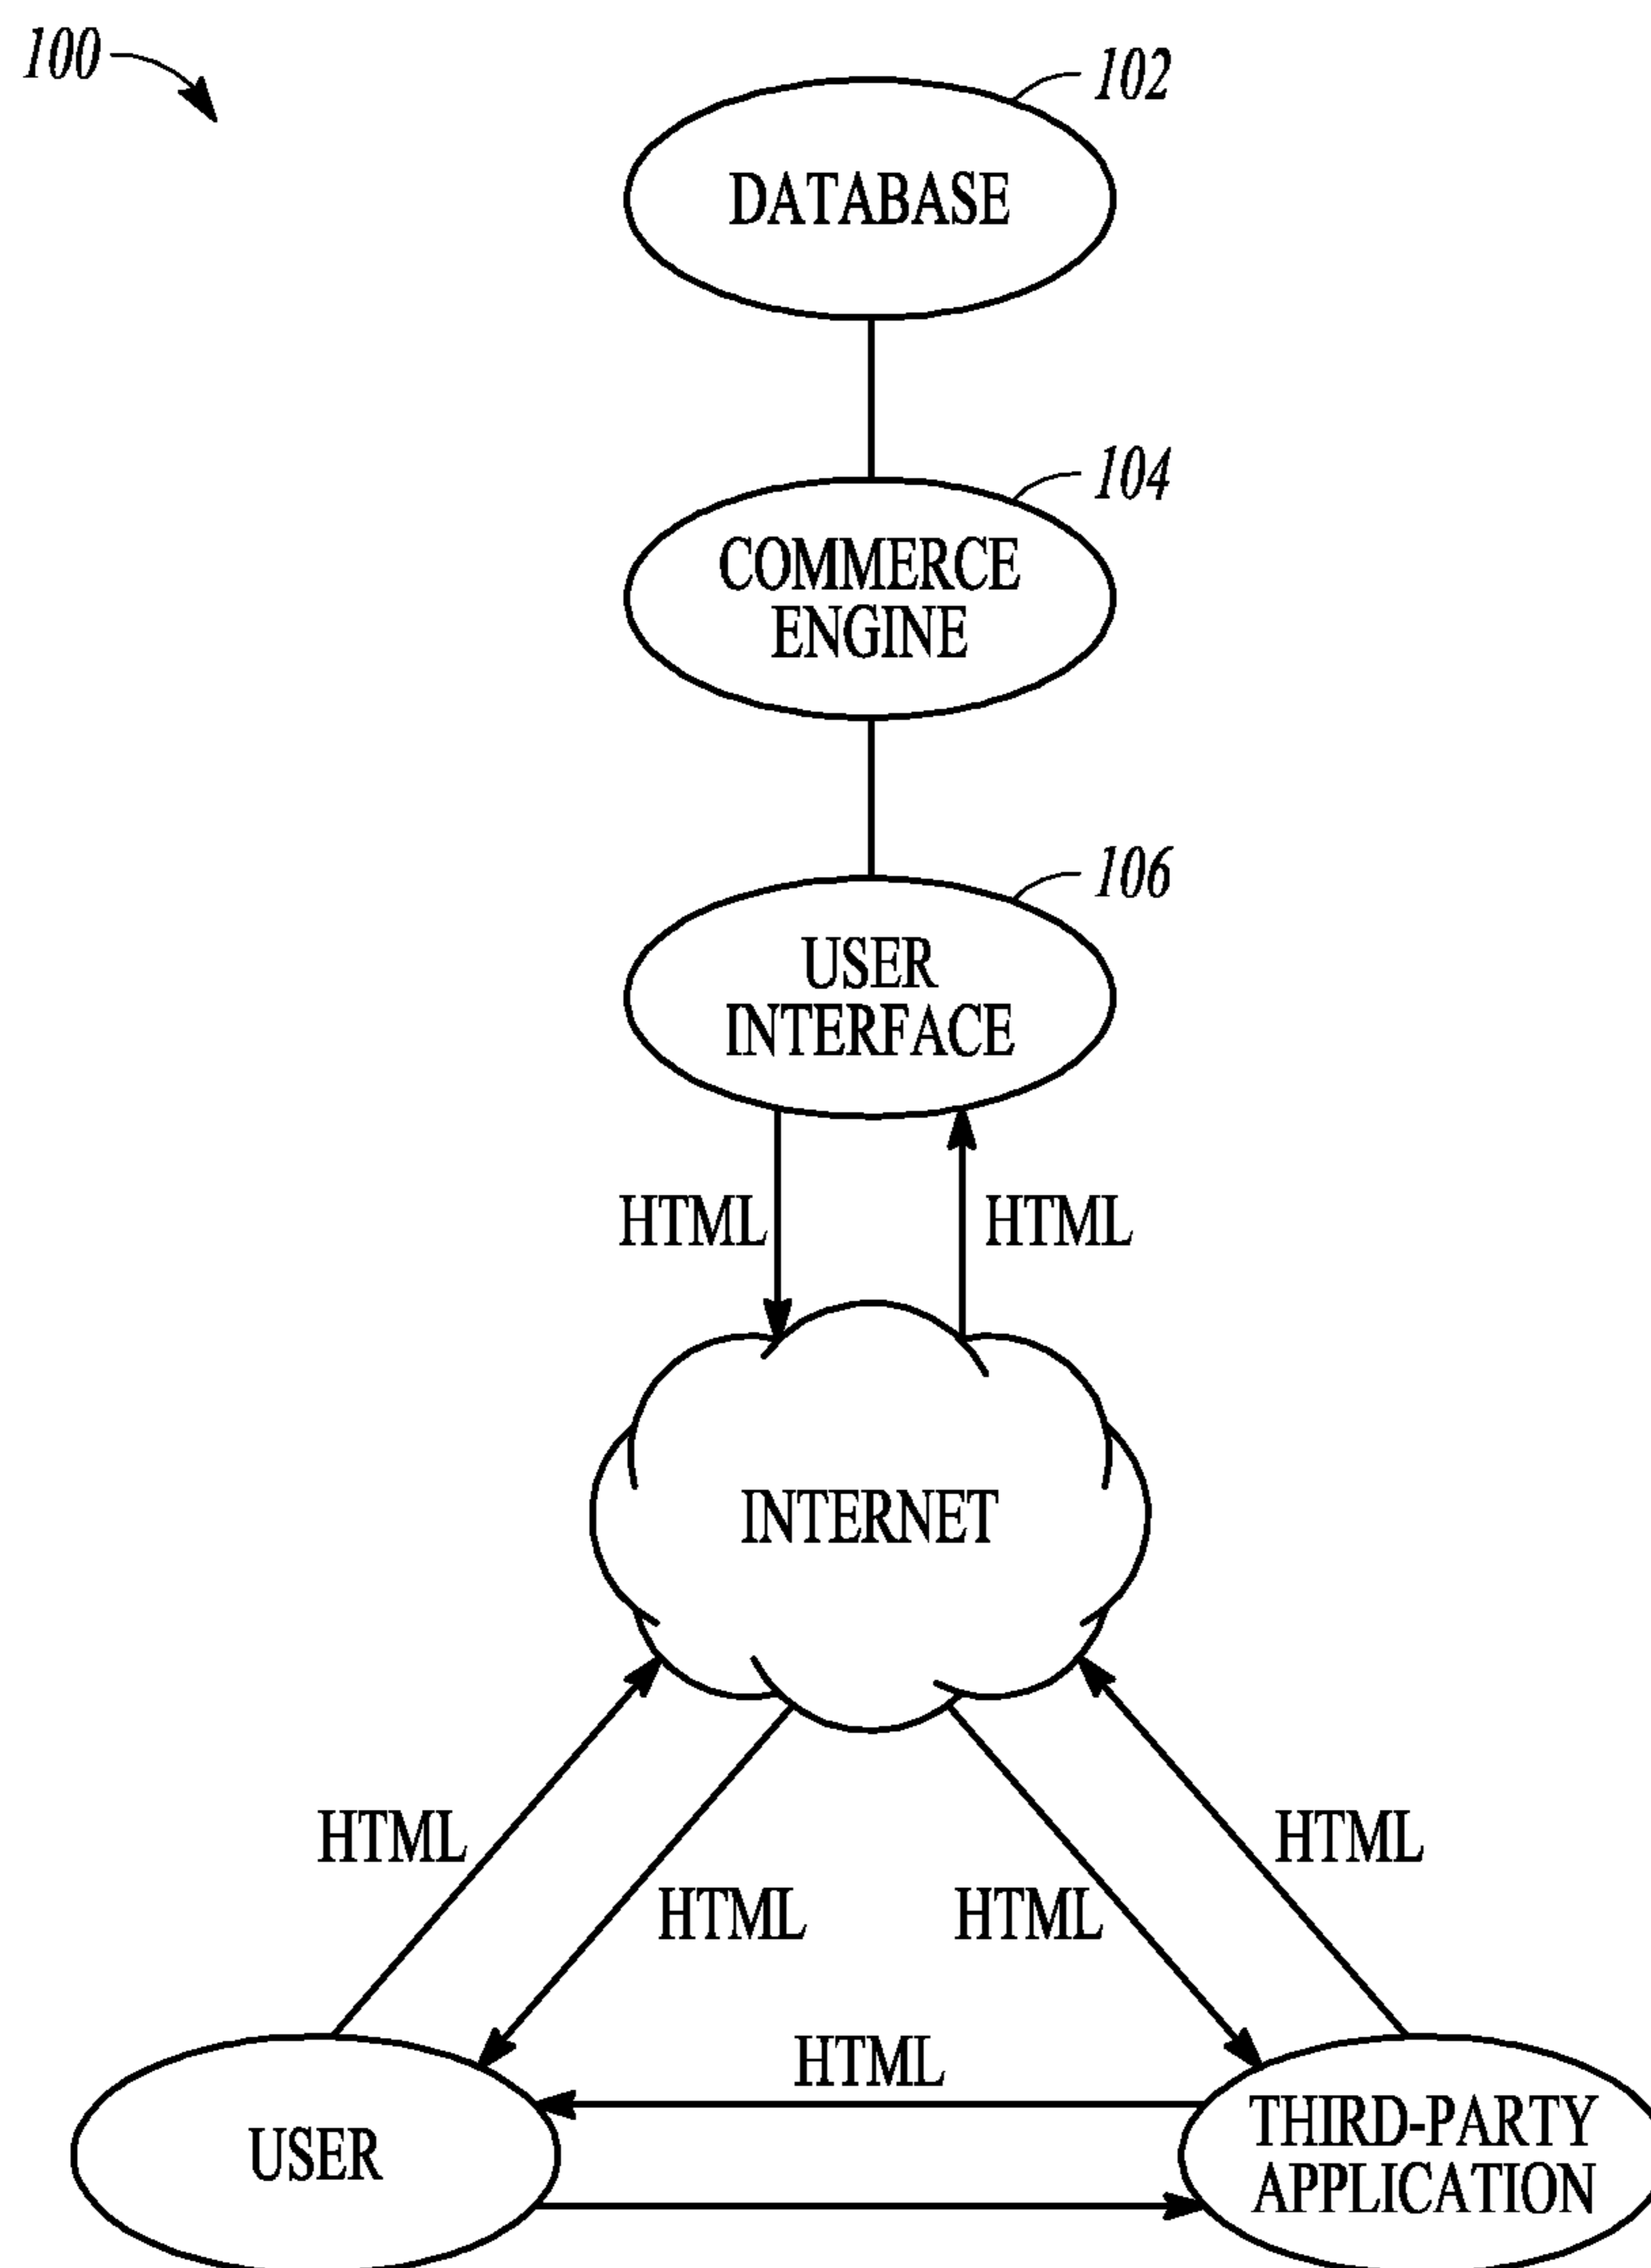 100
102
DATABASE
104
COMMERCE
ENGINE
106
USER
INTERFACE
HTML
HTML
INTERNET
HTML
HTML
HTML
HTML
HTML
USER
THIRD-PARTY
APPLICATION